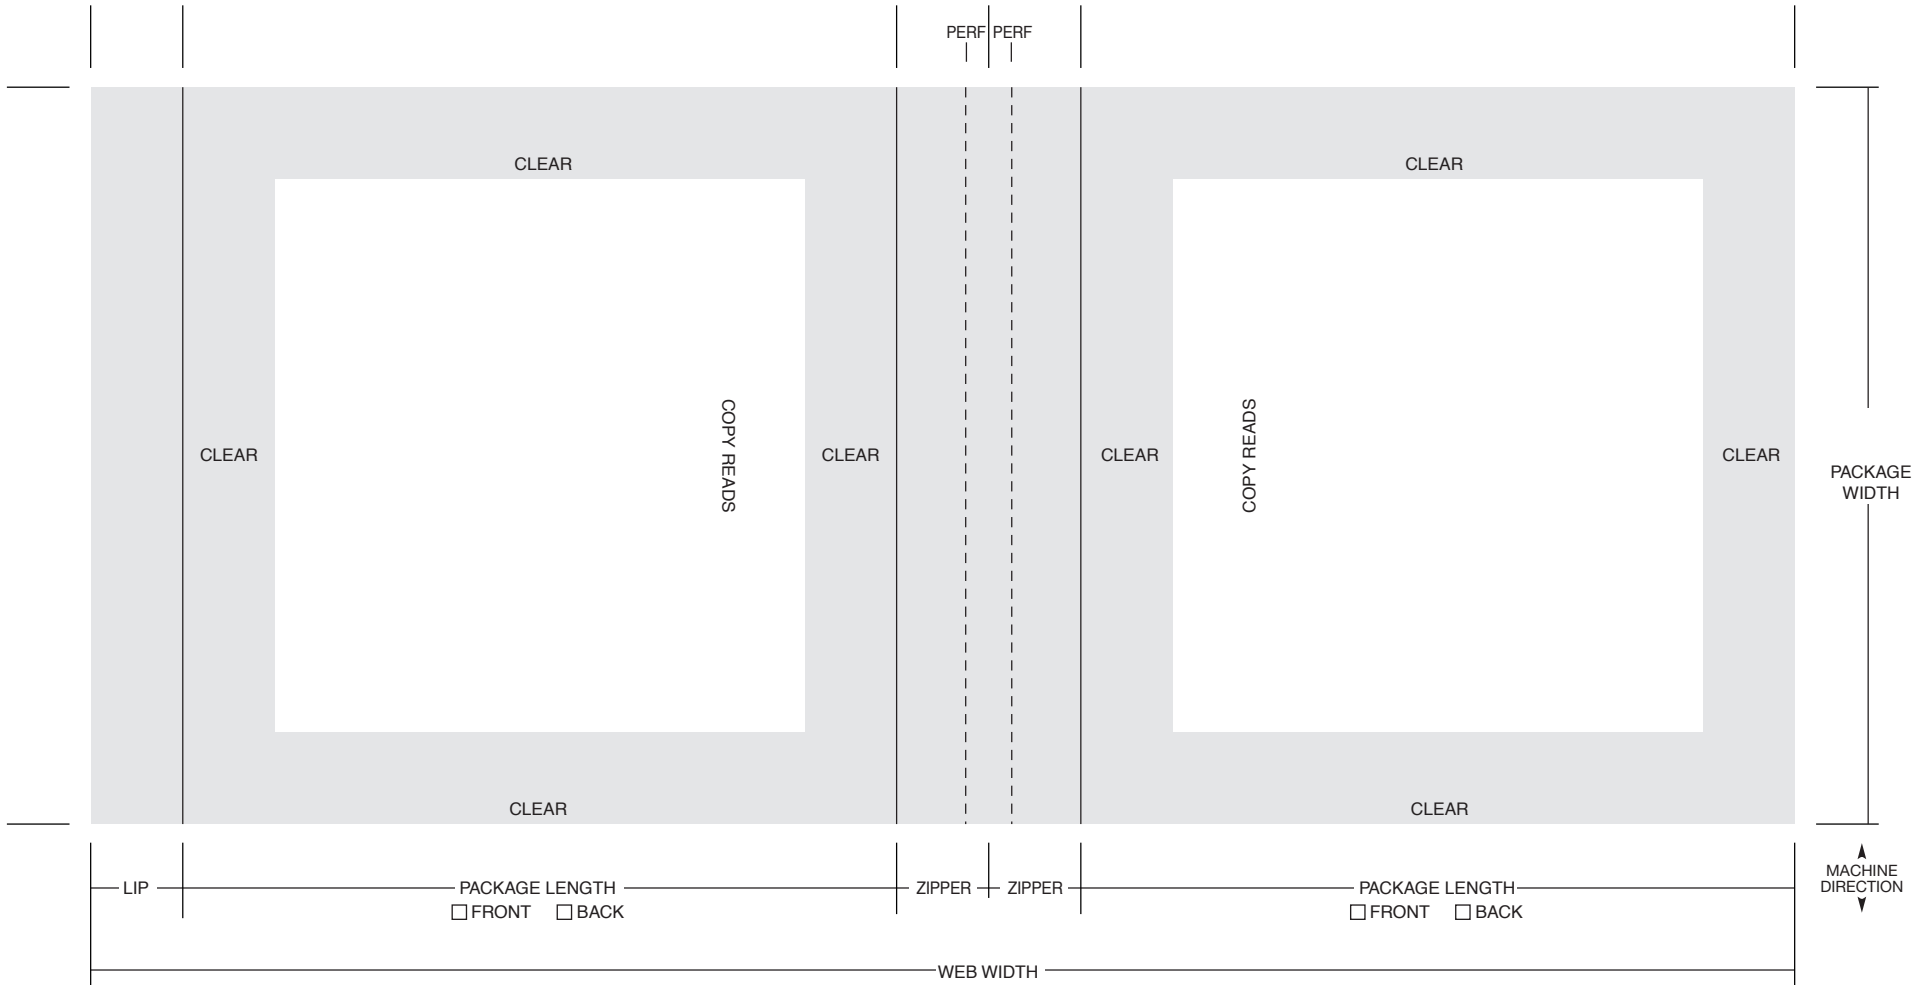 PERF PERF
CLEAR CLEAR
COPY READS
COPY READS
CLEAR CLEAR CLEAR CLEAR
PACKAGE
WIDTH
CLEAR CLEAR
MACHINE
DIRECTION
LIP PACKAGE LENGTH ZIPPER ZIPPER PACKAGE LENGTH
FRONT BACK FRONT BACK
WEB WIDTH